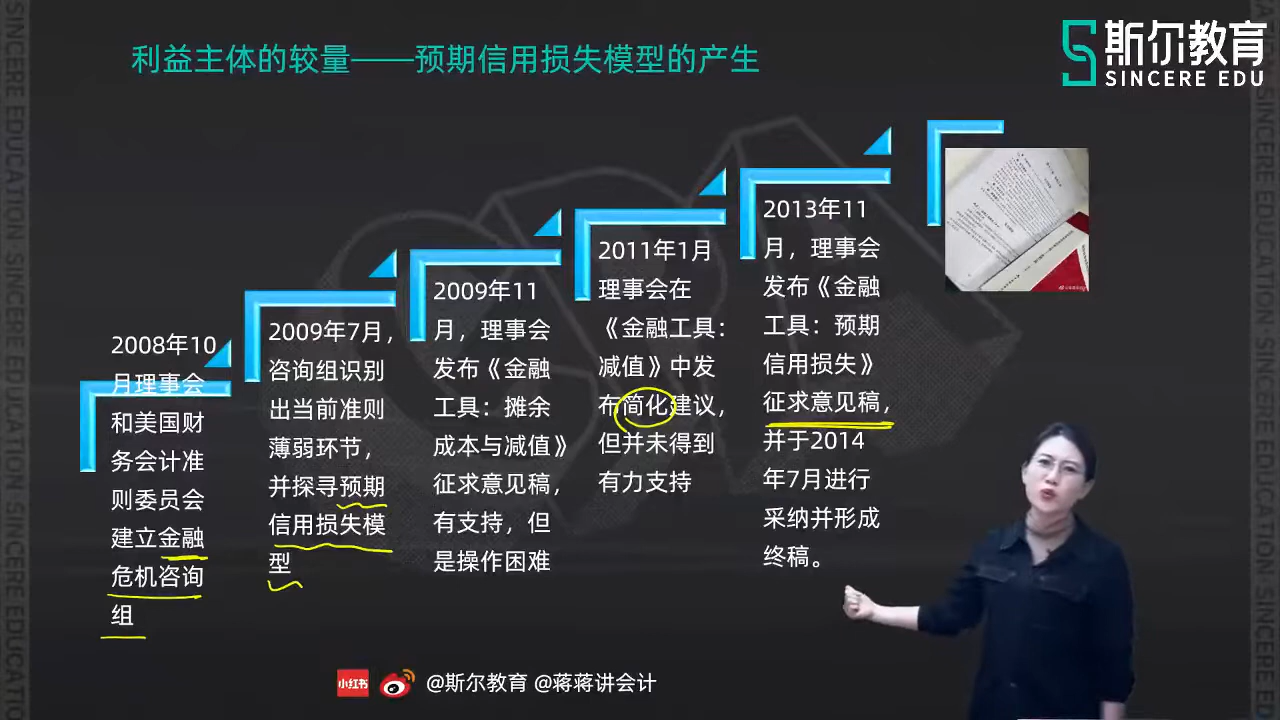 利益主体的较量——预期信用损失模型的产生
斯尔教育
SINCERE EDU
2008年10
月理事会
和美国财
务会计准
则委员会
建立金融
危机咨询
组
2009年7月，
咨询组识别
出当前准则
薄弱环节，
并探寻预期
信用损失模
型
2009年11
月，理事会
发布《金融
工具：摊余
成本与减值》
征求意见稿，
有支持，但
是操作困难
2011年1月
理事会在
《金融工具：
减值》中发
布简化建议，
但并未得到
有力支持
2013年11
月，理事会
发布《金融
工具：预期
信用损失》
征求意见稿，
并于2014
年7月进行
采纳并形成
终稿。
小红书
@斯尔教育 @蒋蒋讲会计
SINCERE EDUCATION SINCERE EDUCATION